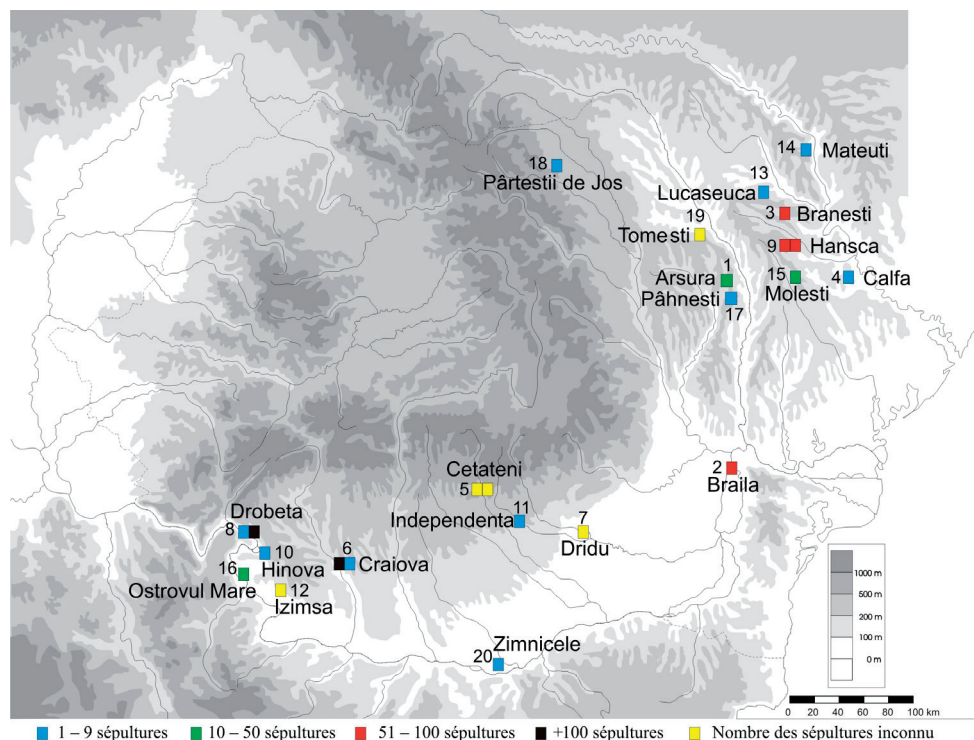 14
Mateuti
18
Pârtestii de Jos
13
Lucaseuca
3
Branesti
19
Tomesti
9
Hansca
1
Arsura
15
Molesti
4
Calfa
Pâhnesti
17
2
Braila
Cetateni
5
11
Independenta
7
Dridu
Drobeta
8
10
Hinova
6
Craiova
16
Ostrovul Mare
12
Izimsa
Zimnicele
20
1000 m
500 m
200 m
100 m
0 m
0 20 40 60 80 100 km
1 – 9 sépultures 10 – 50 sépultures 51 – 100 sépultures +100 sépultures Nombre des sépultures inconnu